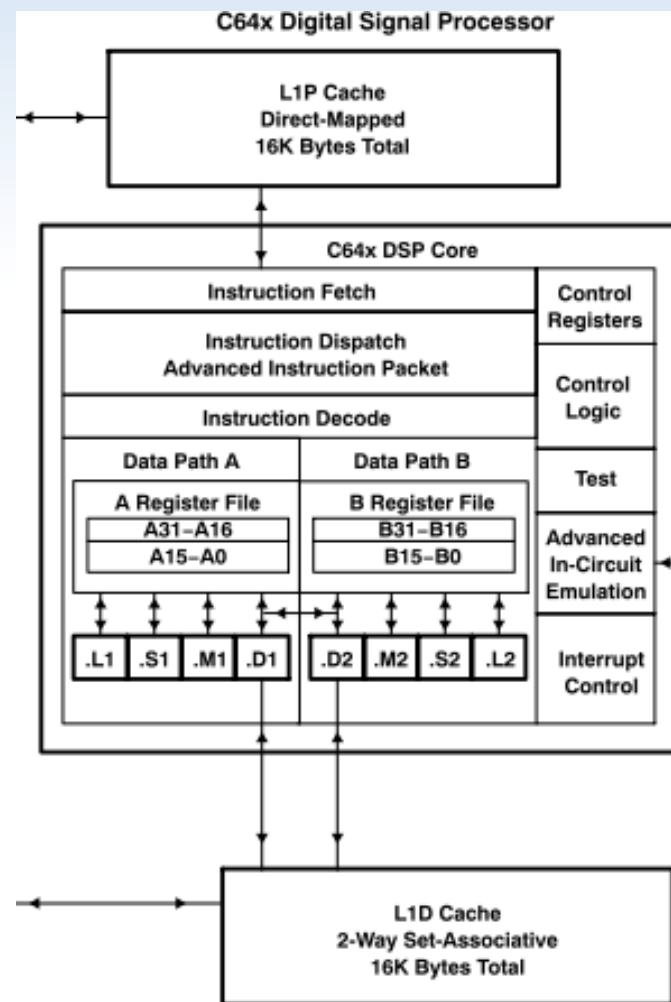 C64x Digital Signal Processor
L1P Cache
Direct-Mapped
16K Bytes Total
C64x DSP Core
Instruction Fetch
Instruction Dispatch
Advanced Instruction Packet
Instruction Decode
Control
Registers
Control
Logic
Test
Advanced
In-Circuit
Emulation
Interrupt
Control
Data Path A
A Register File
A31−A16
A15−A0
.L1 .S1 .M1 .D1
Data Path B
B Register File
B31−B16
B15−B0
.D2 .M2 .S2 .L2
L1D Cache
2-Way Set-Associative
16K Bytes Total